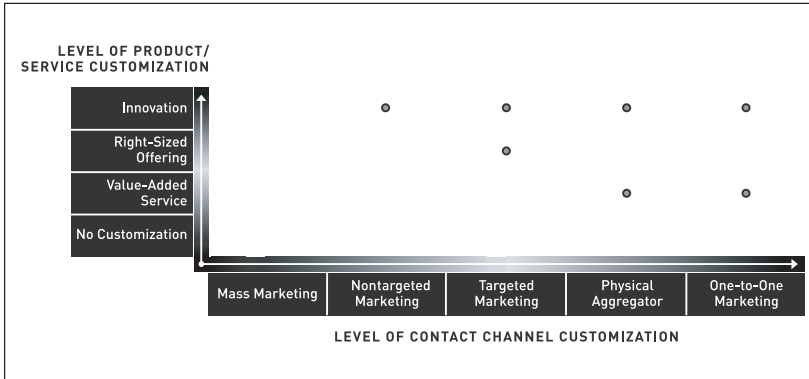 LEVEL OF PRODUCT/
SERVICE CUSTOMIZATION
Innovation
Right-Sized
Offering
Value-Added
Service
No Customization
Mass Marketing
Nontargeted
Marketing
Targeted
Marketing
Physical
Aggregator
One-to-One
Marketing
LEVEL OF CONTACT CHANNEL CUSTOMIZATION